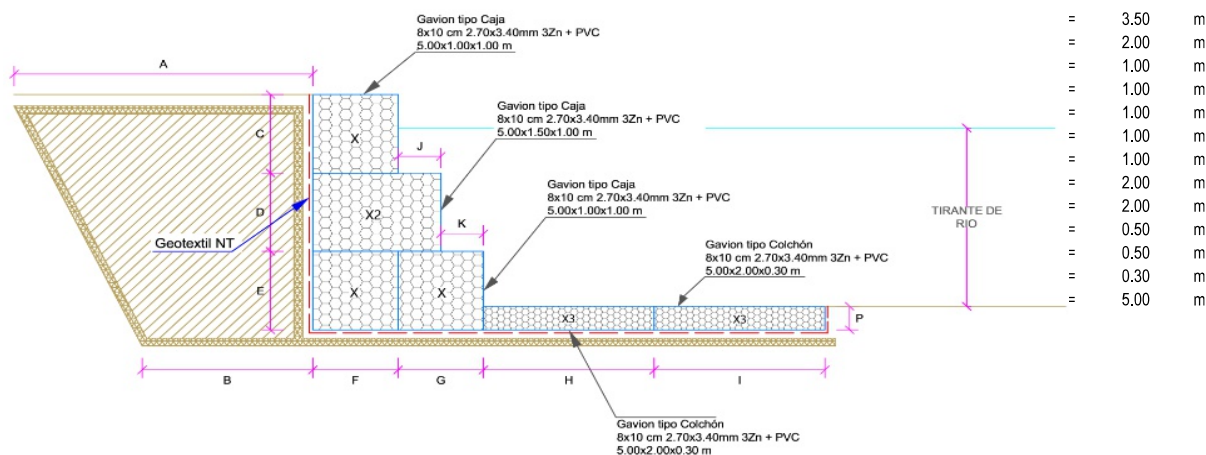 Gavion tipo Caja
8x10 cm 2.70x3.40mm 3Zn + PVC
5.00x1.00x1.00 m
= 3.50 m
= 2.00 m
= 1.00 m
= 1.00 m
= 1.00 m
= 1.00 m
= 1.00 m
= 2.00 m
= 2.00 m
= 0.50 m
= 0.50 m
= 0.30 m
= 5.00 m
A
Gavion tipo Caja
8x10 cm 2.70x3.40mm 3Zn + PVC
5.00x1.50x1.00 m
C
X
J
Gavion tipo Caja
8x10 cm 2.70x3.40mm 3Zn + PVC
5.00x1.00x1.00 m
D
X2
K
TIRANTE DE
RIO
Geotextil NT
Gavion tipo Colchón
8x10 cm 2.70x3.40mm 3Zn + PVC
5.00x2.00x0.30 m
E
X
X
X3
X3
P
B
F
G
H
I
Gavion tipo Colchón
8x10 cm 2.70x3.40mm 3Zn + PVC
5.00x2.00x0.30 m